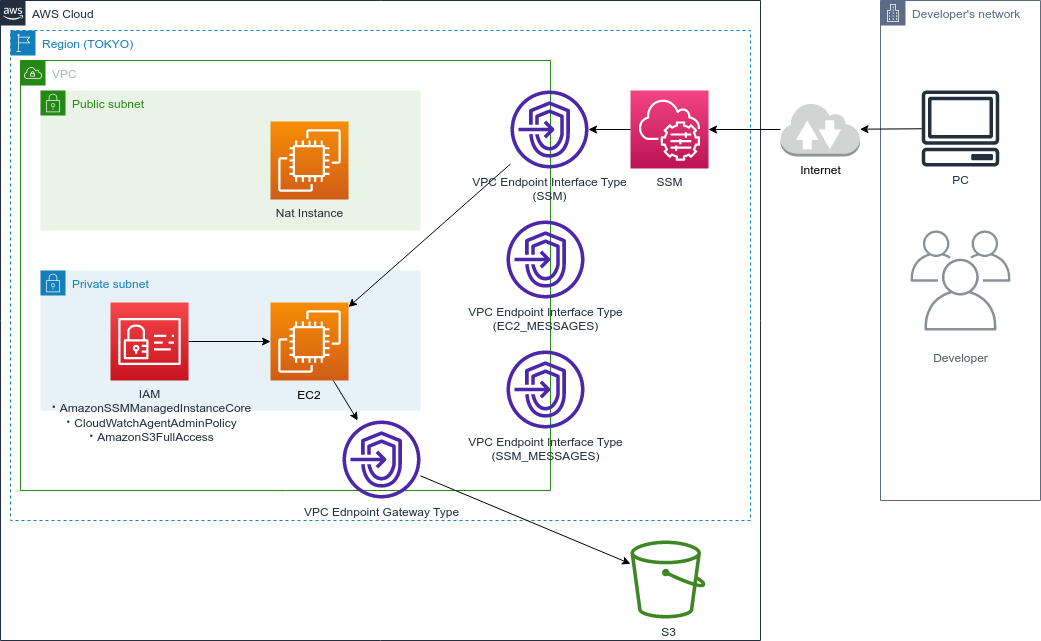 aws
AWS Cloud
Developer's network
Region (TOKYO)
VPC
Public subnet
Nat Instance
VPC Endpoint Interface Type
(SSM)
SSM
Internet
PC
Private subnet
VPC Endpoint Interface Type
(EC2_MESSAGES)
Developer
IAM
・AmazonSSMManagedInstanceCore
・CloudWatchAgentAdminPolicy
・AmazonS3FullAccess
EC2
VPC Endpoint Interface Type
(SSM_MESSAGES)
VPC Ednpoint Gateway Type
S3